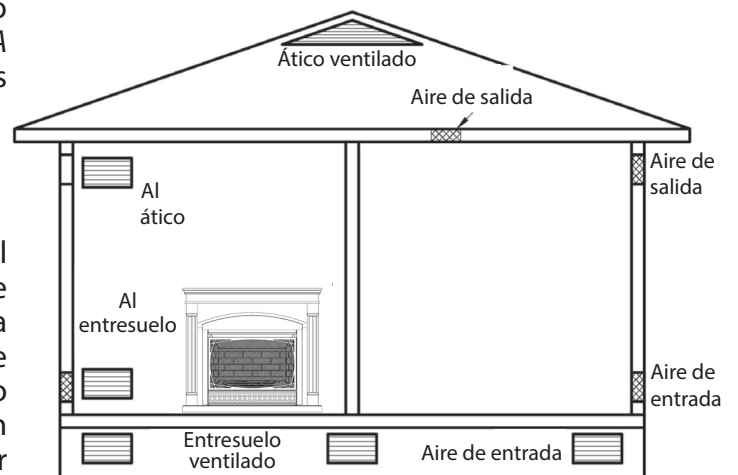 o
A
s
l
e
a
e
o
n
r
Ático ventilado
Aire de salida
Aire de
salida
Al
ático
Al
entresuelo
Aire de
entrada
Entresuelo
ventilado
Aire de entrada